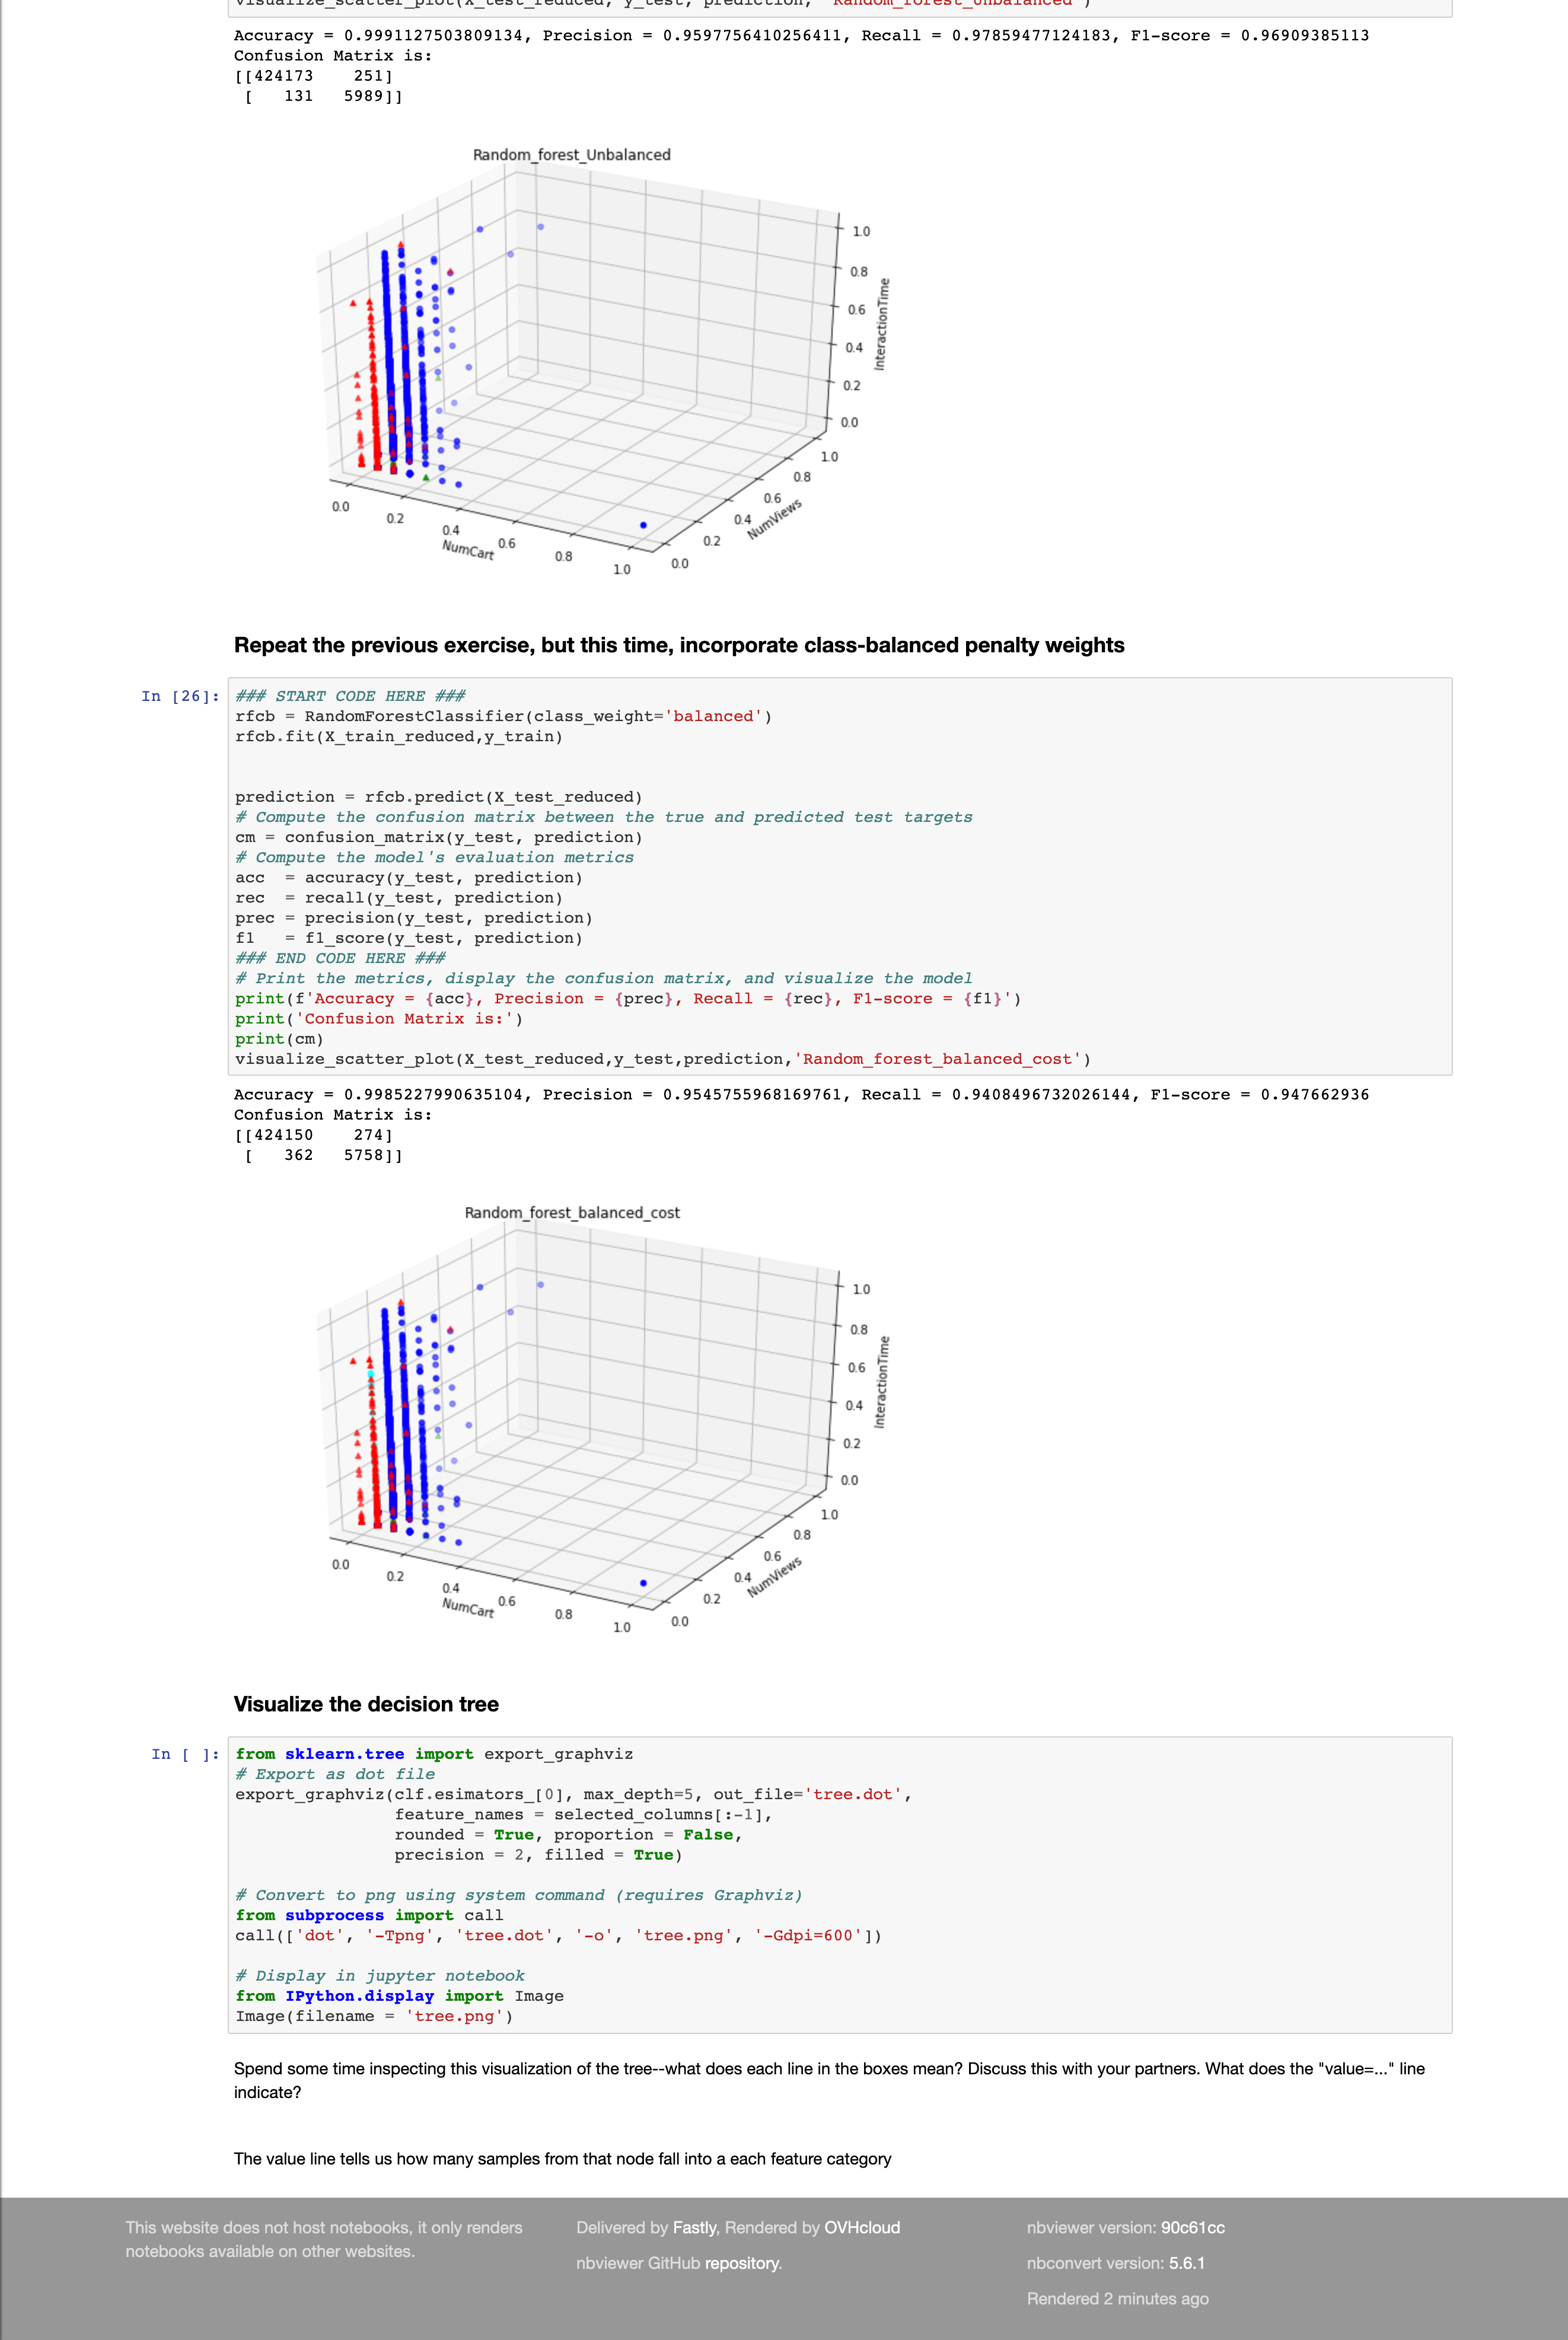 visualize_scatter_plot(X_test_reduced, y_test, prediction, 'Random_forest_Unbalanced')
Accuracy = 0.9991127503809134, Precision = 0.9597756410256411, Recall = 0.97859477124183, F1-score = 0.96909385113
Confusion Matrix is:
[[424173    251]
 [   131   5989]]
Random_forest_Unbalanced
1.0
0.8
0.6
0.4
0.2
0.0
InteractionTime
1.0
0.8
0.6
0.4
0.2
0.0
NumViews
0.0
0.2
0.4
0.6
0.8
1.0
NumCart
Repeat the previous exercise, but this time, incorporate class-balanced penalty weights
In [26]:
### START CODE HERE ###
rfcb = RandomForestClassifier(class_weight='balanced')
rfcb.fit(X_train_reduced,y_train)
prediction = rfcb.predict(X_test_reduced)
# Compute the confusion matrix between the true and predicted test targets
cm = confusion_matrix(y_test, prediction)
# Compute the model's evaluation metrics
acc  = accuracy(y_test, prediction)
rec  = recall(y_test, prediction)
prec = precision(y_test, prediction)
f1   = f1_score(y_test, prediction)
### END CODE HERE ###
# Print the metrics, display the confusion matrix, and visualize the model
print(f'Accuracy = {acc}, Precision = {prec}, Recall = {rec}, F1-score = {f1}')
print('Confusion Matrix is:')
print(cm)
visualize_scatter_plot(X_test_reduced,y_test,prediction,'Random_forest_balanced_cost')
Accuracy = 0.9985227990635104, Precision = 0.9545755968169761, Recall = 0.9408496732026144, F1-score = 0.947662936
Confusion Matrix is:
[[424150    274]
 [   362   5758]]
Random_forest_balanced_cost
1.0
0.8
0.6
0.4
0.2
0.0
InteractionTime
1.0
0.8
0.6
0.4
0.2
0.0
NumViews
0.0
0.2
0.4
0.6
0.8
1.0
NumCart
Visualize the decision tree
In [ ]:
from sklearn.tree import export_graphviz
# Export as dot file
export_graphviz(clf.esimators_[0], max_depth=5, out_file='tree.dot',
                feature_names = selected_columns[:-1],
                rounded = True, proportion = False,
                precision = 2, filled = True)
# Convert to png using system command (requires Graphviz)
from subprocess import call
call(['dot', '-Tpng', 'tree.dot', '-o', 'tree.png', '-Gdpi=600'])
# Display in jupyter notebook
from IPython.display import Image
Image(filename = 'tree.png')
Spend some time inspecting this visualization of the tree--what does each line in the boxes mean? Discuss this with your partners. What does the "value=..." line
indicate?
The value line tells us how many samples from that node fall into a each feature category
This website does not host notebooks, it only renders
notebooks available on other websites.
Delivered by Fastly, Rendered by OVHcloud
nbviewer GitHub repository.
nbviewer version: 90c61cc
nbconvert version: 5.6.1
Rendered 2 minutes ago